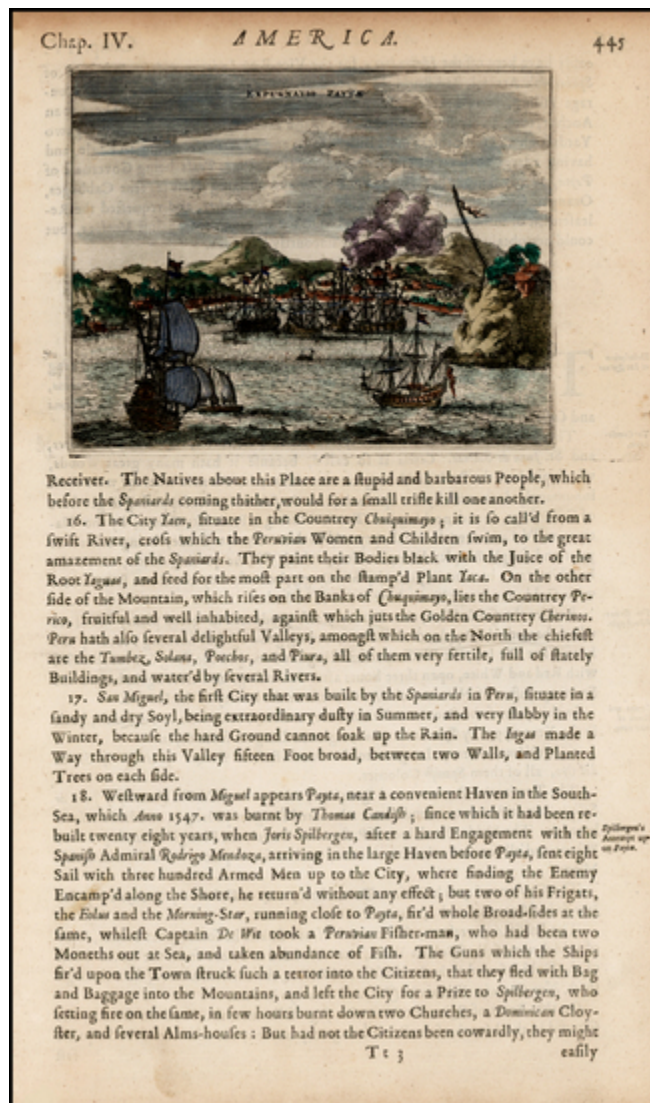 Chap. IV. AMERICA. 445
EXPUGNATIO PAYTÆ
Receiver. The Natives about this Place are a ſtupid and barbarous People, which
before the Spaniards coming thither, would for a ſmall trifle kill one another.
16. The City Yaen, ſituate in the Countrey Chuiquimayo; it is ſo call'd from a
ſwift River, croſs which the Peruvian Women and Children ſwim, to the great
amazement of the Spaniards. They paint their Bodies black with the Juice of the
Root and feed for the moſt part on the ſtamp'd Plant Yaca. On the other
ſide of the Mountain, which riſes on the Banks of Chuquimayo, lies the Countrey Pe-
rico, fruitful and well inhabited, againſt which juts the Golden Countrey Cherinos.
Peru hath alſo ſeveral delightful Valleys, amongſt which on the North the chiefeſt
are the Tumbez, Solana, Poechos, and Piura, all of them very fertile, full of ſtately
Buildings, and water'd by ſeveral Rivers.
17. San Miguel, the firſt City that was built by the Spaniards in Peru, ſituate in a
ſandy and dry Soyl, being extraordinary duſty in Summer, and very ſlabby in the
Winter, becauſe the hard Ground cannot ſoak up the Rain. The Ingas made a
Way through this Valley fifteen Foot broad, between two Walls, and Planted
Trees on each ſide.
18. Weſtward from Miguel appears Payta, near a convenient Haven in the South-
Sea, which Anno 1547. was burnt by Thomas Candiſh; ſince which it had been re-
built twenty eight years, when Joris Spilbergen, after a hard Engagement with the
Spilbergen's
Attempt up-
on Payta.
Spaniſh Admiral Rodrigo Mendoza, arriving in the large Haven before Payta, ſent eight
Sail with three hundred Armed Men up to the City, where finding the Enemy
Encamp'd along the Shore, he return'd without any effect; but two of his Frigats,
the Eolus and the Morning-Star, running cloſe to Payta, fir'd whole Broad-ſides at the
ſame, whileſt Captain De Wit took a Peruvian Fiſher-man, who had been two
Moneths out at Sea, and taken abundance of Fiſh. The Guns which the Ships
fir'd upon the Town ſtruck ſuch a terror into the Citizens, that they fled with Bag
and Baggage into the Mountains, and left the City for a Prize to Spilbergen, who
ſetting fire on the ſame, in few hours burnt down two Churches, a Dominican Cloy-
ſter, and ſeveral Alms-houſes: But had not the Citizens been cowardly, they might
Tt 3 eaſily